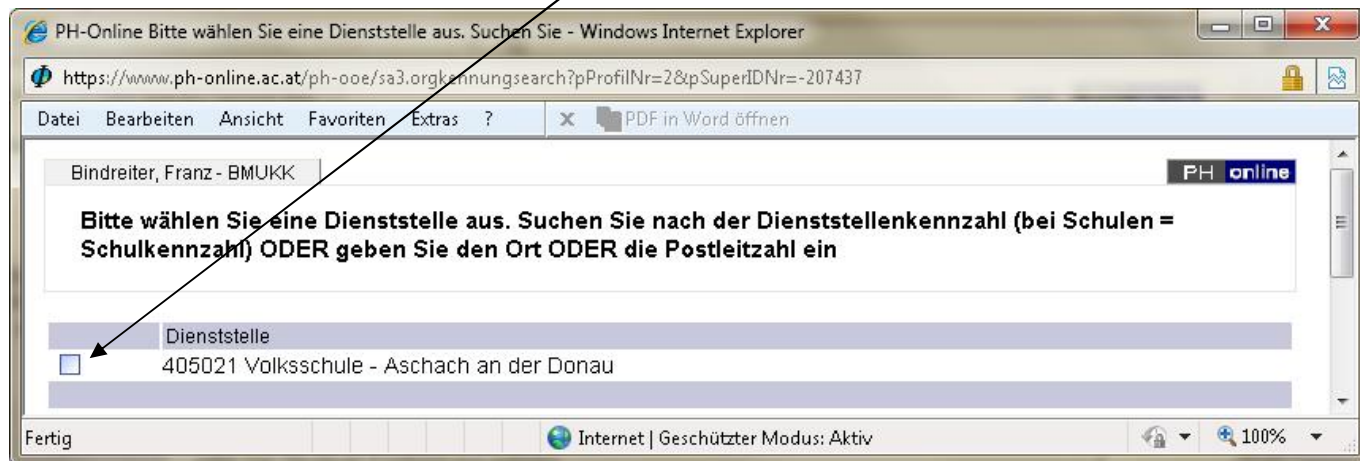 PH-Online Bitte wählen Sie eine Dienststelle aus. Suchen Sie - Windows Internet Explorer
https://www.ph-online.ac.at/ph-ooe/sa3.orgkennungsearch?pProfilNr=2&pSuperIDNr=-207437
Datei Bearbeiten Ansicht Favoriten Extras ? x PDF in Word öffnen
Bindreiter, Franz - BMUKK PH online
Bitte wählen Sie eine Dienststelle aus. Suchen Sie nach der Dienststellenkennzahl (bei Schulen =
Schulkennzahl) ODER geben Sie den Ort ODER die Postleitzahl ein
Dienststelle
405021 Volksschule - Aschach an der Donau
Fertig Internet | Geschützter Modus: Aktiv 100%